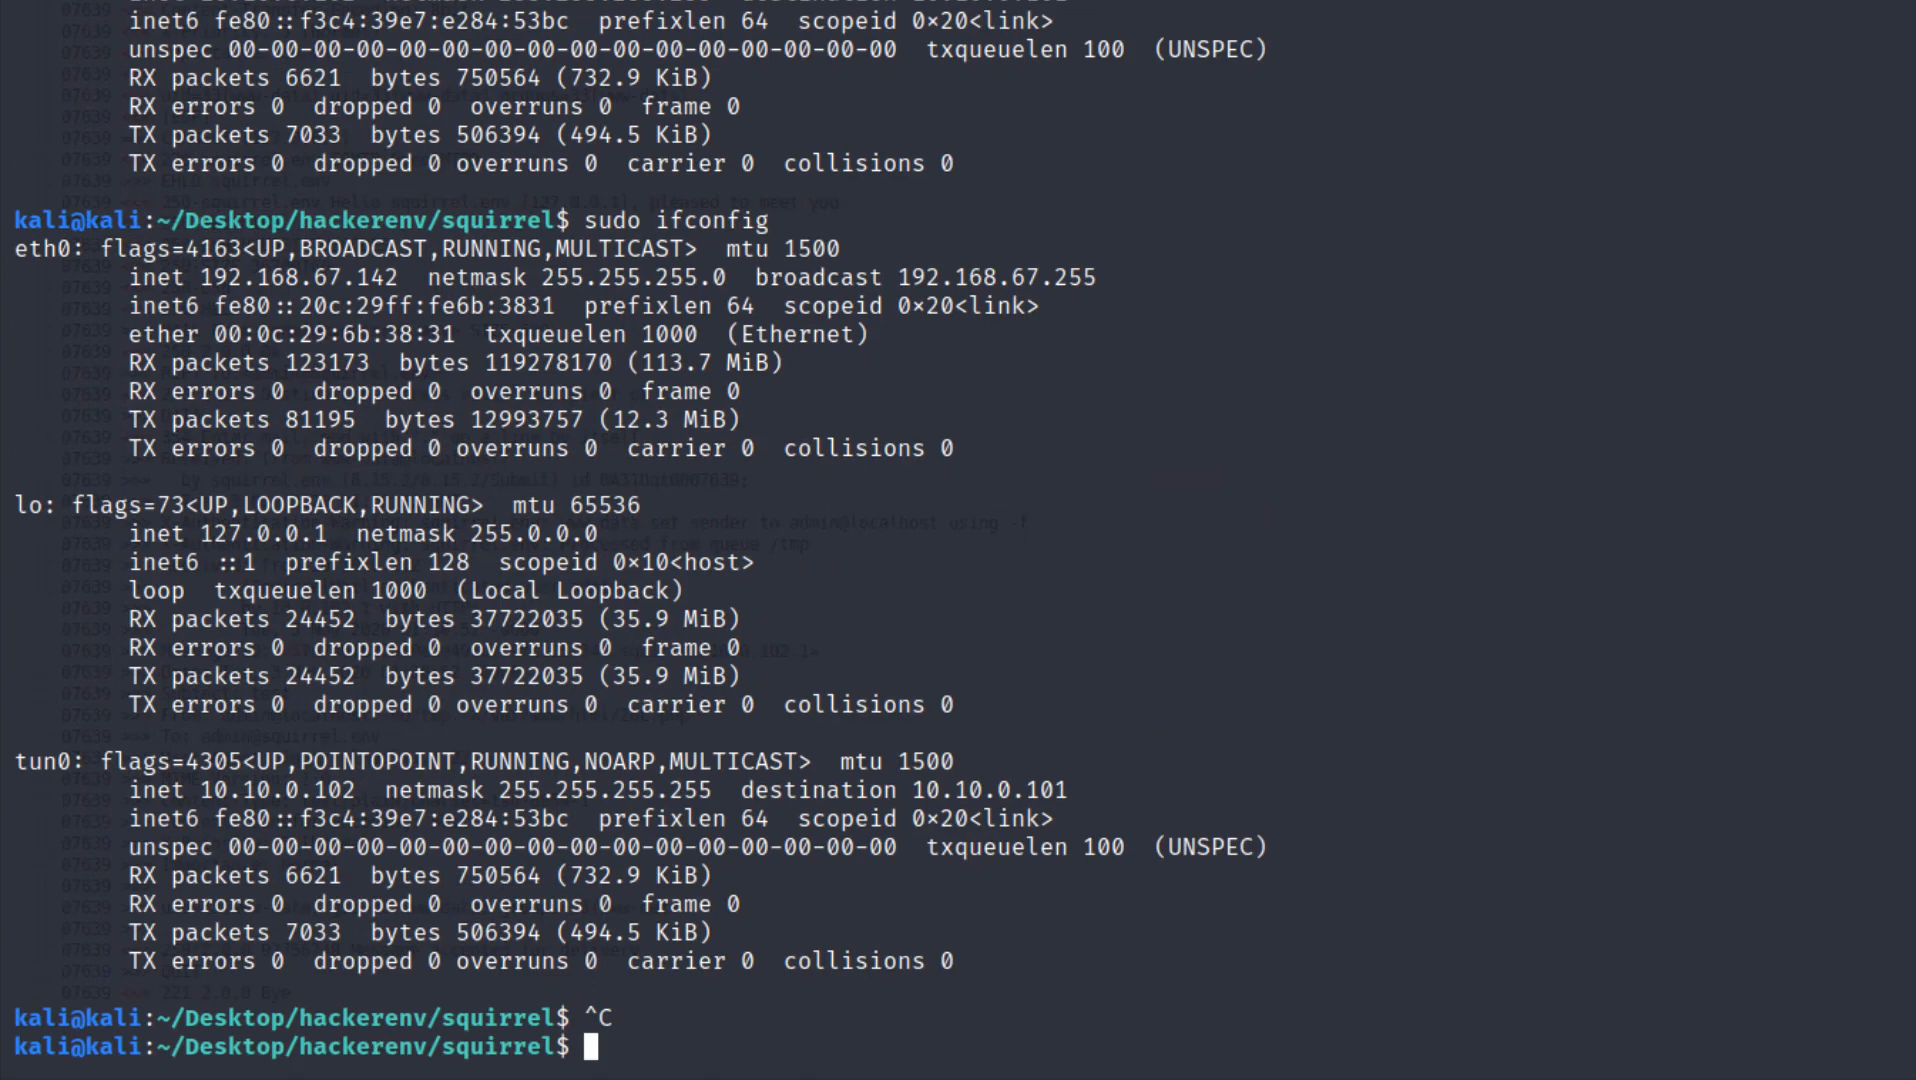 inet6 fe80::f3c4:39e7:e284:53bc  prefixlen 64  scopeid 0×20<link>
unspec 00-00-00-00-00-00-00-00-00-00-00-00-00-00-00-00  txqueuelen 100  (UNSPEC)
RX packets 6621  bytes 750564 (732.9 KiB)
RX errors 0  dropped 0  overruns 0  frame 0
TX packets 7033  bytes 506394 (494.5 KiB)
TX errors 0  dropped 0 overruns 0  carrier 0  collisions 0
kali@kali:~/Desktop/hackerenv/squirrel$ sudo ifconfig
eth0: flags=4163<UP,BROADCAST,RUNNING,MULTICAST>  mtu 1500
inet 192.168.67.142  netmask 255.255.255.0  broadcast 192.168.67.255
inet6 fe80::20c:29ff:fe6b:3831  prefixlen 64  scopeid 0×20<link>
ether 00:0c:29:6b:38:31  txqueuelen 1000  (Ethernet)
RX packets 123173  bytes 119278170 (113.7 MiB)
RX errors 0  dropped 0  overruns 0  frame 0
TX packets 81195  bytes 12993757 (12.3 MiB)
TX errors 0  dropped 0 overruns 0  carrier 0  collisions 0
lo: flags=73<UP,LOOPBACK,RUNNING>  mtu 65536
inet 127.0.0.1  netmask 255.0.0.0
inet6 ::1  prefixlen 128  scopeid 0×10<host>
loop  txqueuelen 1000  (Local Loopback)
RX packets 24452  bytes 37722035 (35.9 MiB)
RX errors 0  dropped 0  overruns 0  frame 0
TX packets 24452  bytes 37722035 (35.9 MiB)
TX errors 0  dropped 0 overruns 0  carrier 0  collisions 0
tun0: flags=4305<UP,POINTOPOINT,RUNNING,NOARP,MULTICAST>  mtu 1500
inet 10.10.0.102  netmask 255.255.255.255  destination 10.10.0.101
inet6 fe80::f3c4:39e7:e284:53bc  prefixlen 64  scopeid 0×20<link>
unspec 00-00-00-00-00-00-00-00-00-00-00-00-00-00-00-00  txqueuelen 100  (UNSPEC)
RX packets 6621  bytes 750564 (732.9 KiB)
RX errors 0  dropped 0  overruns 0  frame 0
TX packets 7033  bytes 506394 (494.5 KiB)
TX errors 0  dropped 0 overruns 0  carrier 0  collisions 0
kali@kali:~/Desktop/hackerenv/squirrel$ ^C
kali@kali:~/Desktop/hackerenv/squirrel$